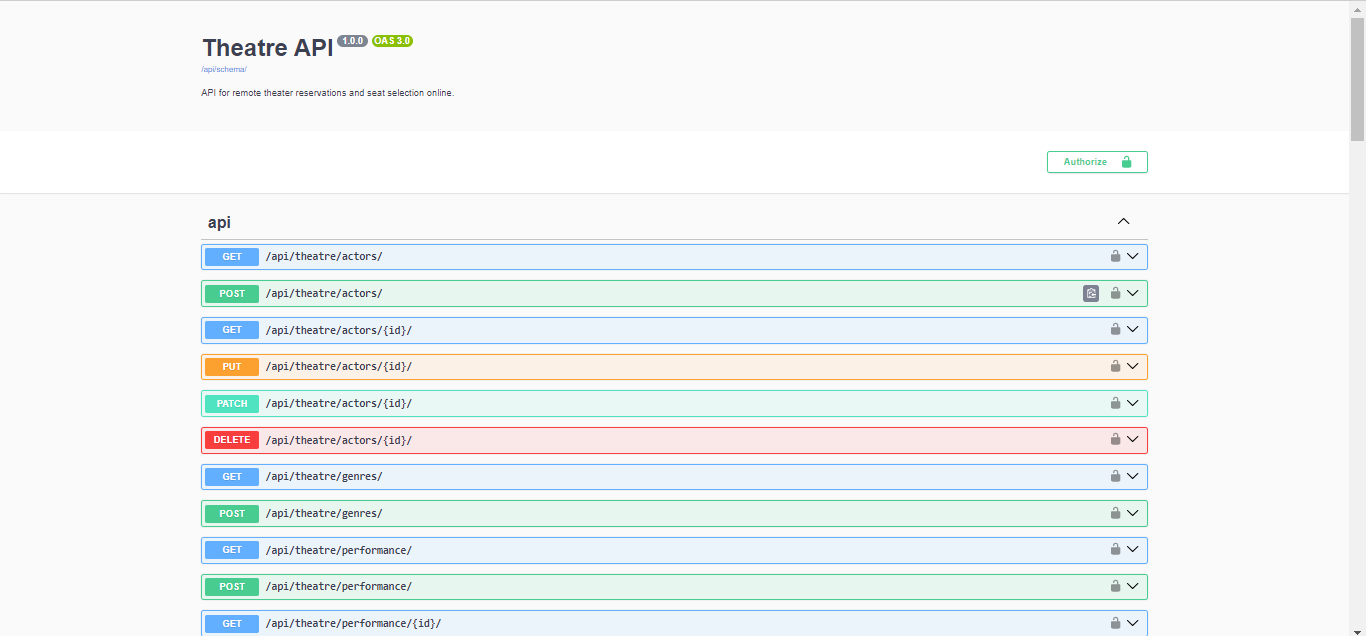 Theatre API 1.0.0 OAS 3.0
/api/schema/
API for remote theater reservations and seat selection online.
Authorize
api
GET /api/theatre/actors/
POST /api/theatre/actors/
GET /api/theatre/actors/{id}/
PUT /api/theatre/actors/{id}/
PATCH /api/theatre/actors/{id}/
DELETE /api/theatre/actors/{id}/
GET /api/theatre/genres/
POST /api/theatre/genres/
GET /api/theatre/performance/
POST /api/theatre/performance/
GET /api/theatre/performance/{id}/